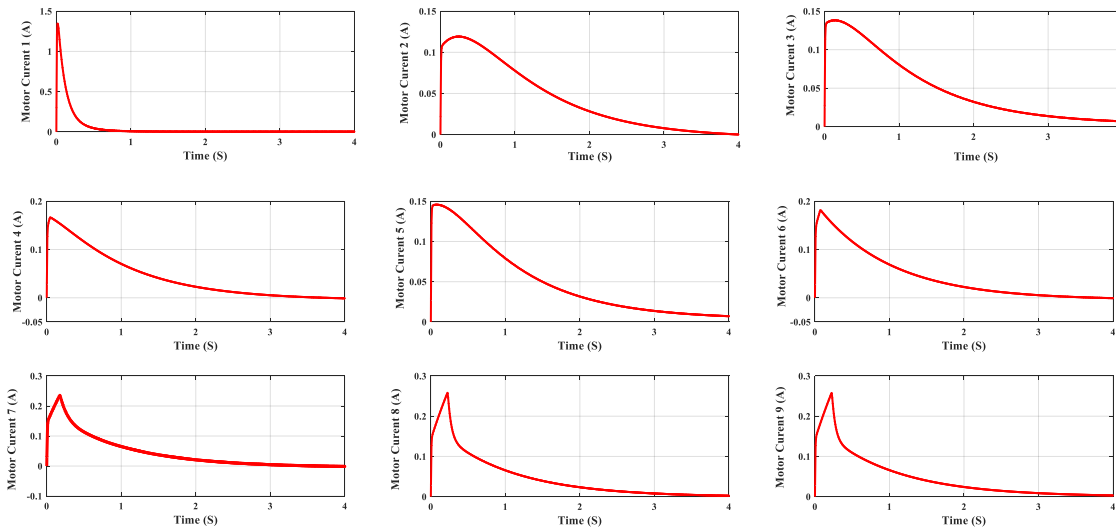 Motor Curent 1 (A)
1.5
1
0.5
0
0 1 2 3 4
Time (S)
Motor Curent 2 (A)
0.2
0.15
0.1
0.05
0
0 1 2 3 4
Time (S)
Motor Curent 3 (A)
0.15
0.1
0.05
0
0 1 2 3
Time (S)
Motor Curent 4 (A)
0.2
0.1
0
-0.05
0 1 2 3 4
Time (S)
Motor Curent 5 (A)
0.15
0.1
0.05
0
0 1 2 3 4
Time (S)
Motor Curent 6 (A)
0.2
0.1
0
-0.05
0 1 2 3 4
Time (S)
Motor Curent 7 (A)
0.3
0.2
0.1
0
-0.1
0 1 2 3 4
Time (S)
Motor Curent 8 (A)
0.3
0.2
0.1
0
0 1 2 3 4
Time (S)
Motor Curent 9 (A)
0.3
0.2
0.1
0
0 1 2 3 4
Time (S)